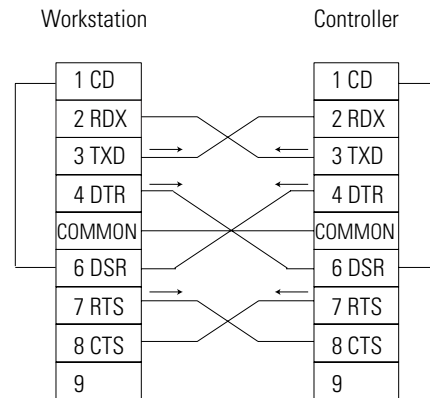 Workstation Controller
1 CD 1 CD
2 RDX 2 RDX
3 TXD 3 TXD
4 DTR 4 DTR
COMMON COMMON
6 DSR 6 DSR
7 RTS 7 RTS
8 CTS 8 CTS
9 9